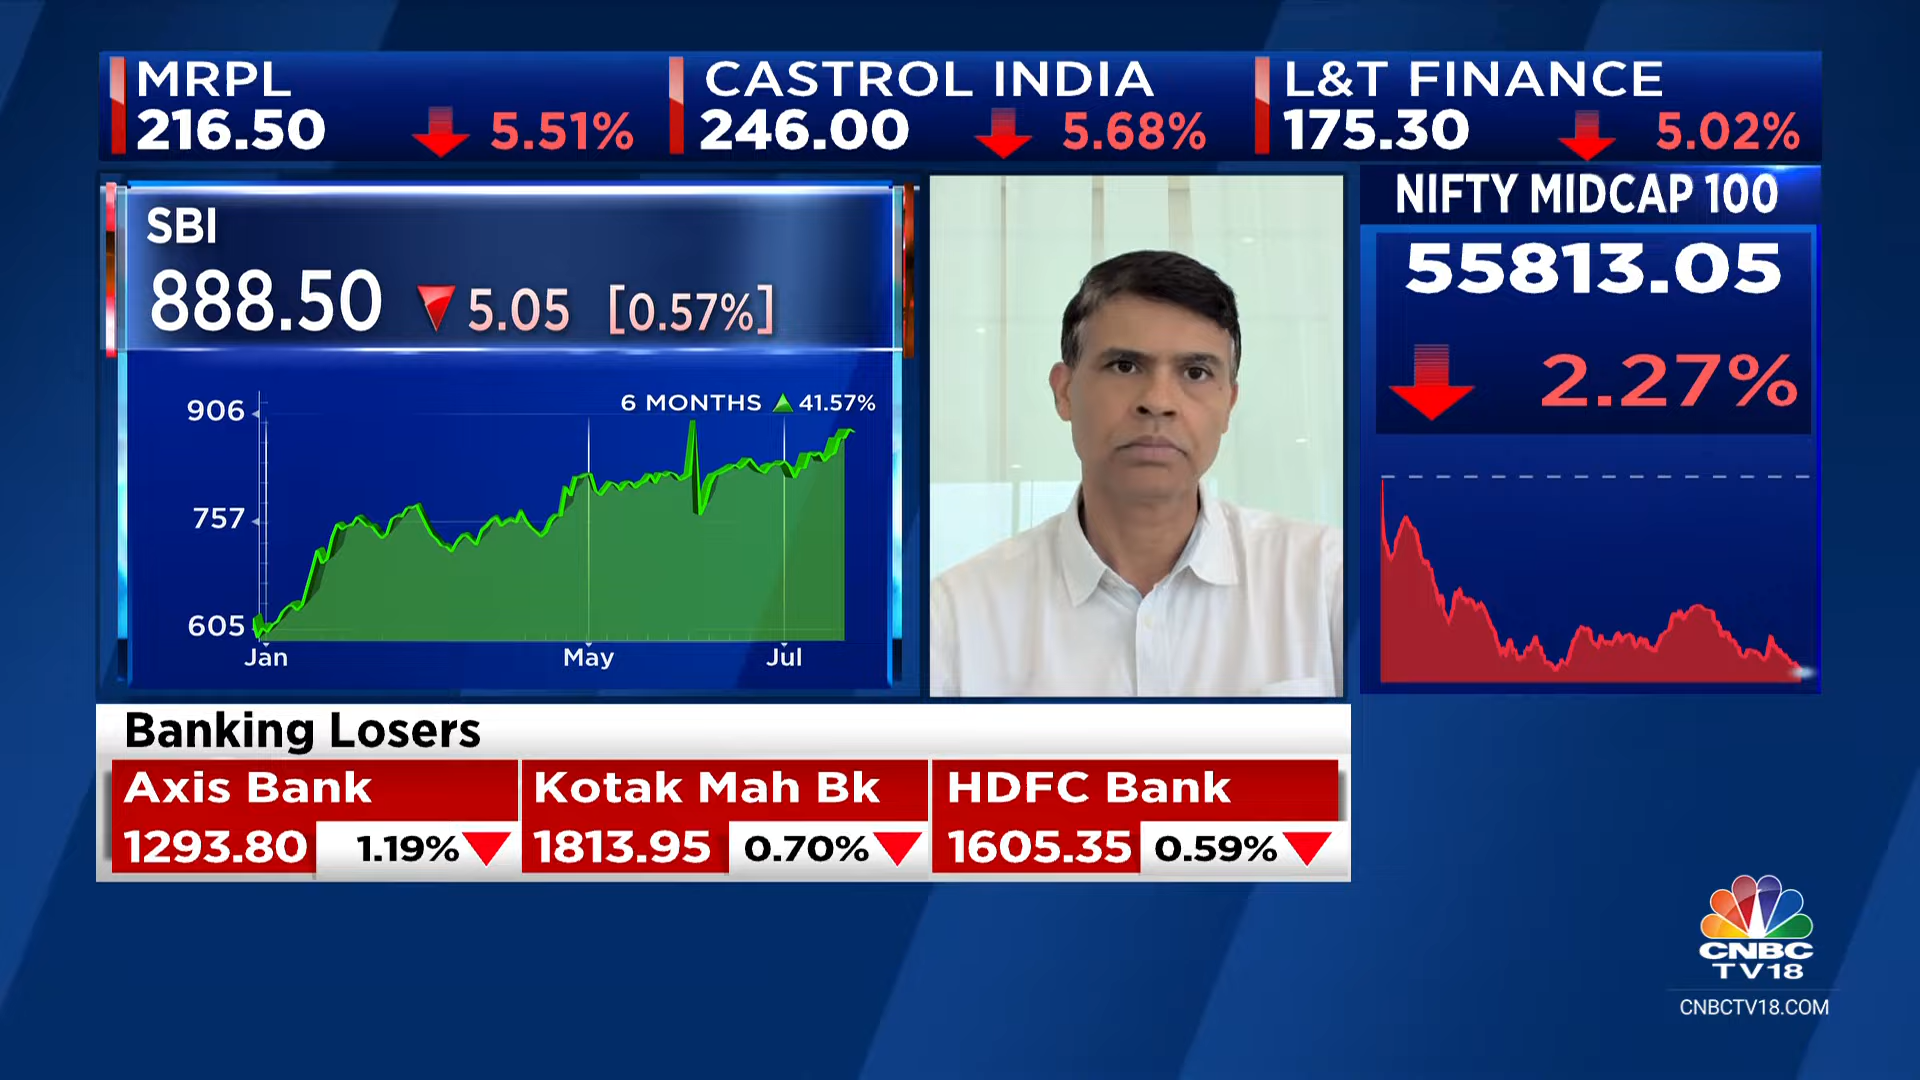 MRPL
216.50 5.51%
CASTROL INDIA
246.00 5.68%
L&T FINANCE
175.30 5.02%
SBI
888.50 5.05 [0.57%]
6 MONTHS 41.57%
906
757
605
Jan May Jul
NIFTY MIDCAP 100
55813.05
2.27%
Banking Losers
Axis Bank
1293.80 1.19%
Kotak Mah Bk
1813.95 0.70%
HDFC Bank
1605.35 0.59%
CNBC
TV18
CNBCTV18.COM